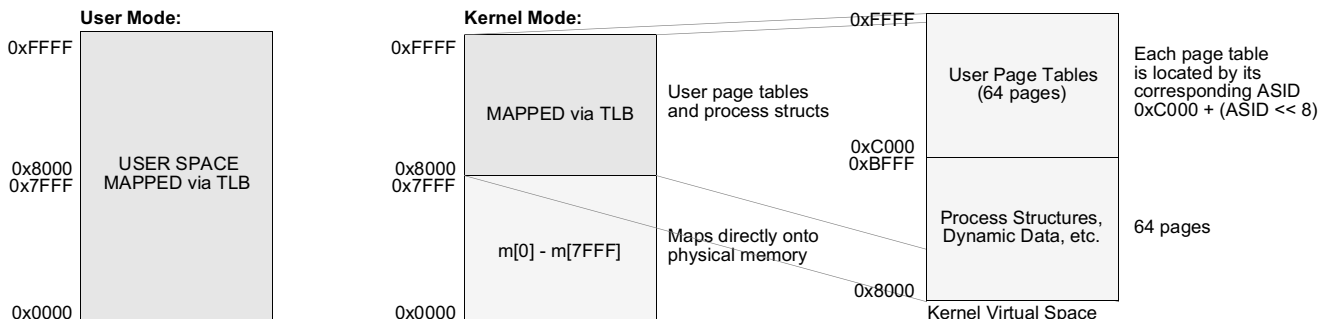 User Mode:
0xFFFF
0x8000
0x7FFF
USER SPACE
MAPPED via TLB
0x0000
Kernel Mode:
0xFFFF
MAPPED via TLB
User page tables
and process structs
0x8000
0x7FFF
m[0] - m[7FFF]
Maps directly onto
physical memory
0x0000
0xFFFF
User Page Tables
(64 pages)
Each page table
is located by its
corresponding ASID
0xC000 + (ASID << 8)
0xC000
0xBFFF
Process Structures,
Dynamic Data, etc.
64 pages
0x8000
Kernel Virtual Space